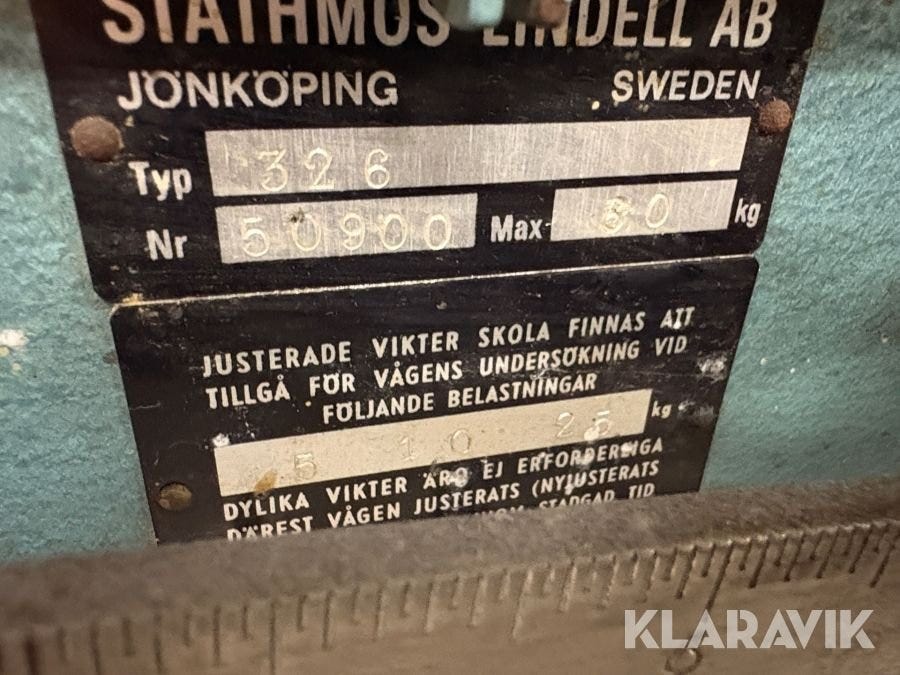 STATHMOS LINDELL AB
JÖNKÖPING SWEDEN
Typ 326
Nr 50900 Max 30 kg
JUSTERADE VIKTER SKOLA FINNAS ATT
TILLGÅ FÖR VÅGENS UNDERSÖKNING VID
FÖLJANDE BELASTNINGAR
5 10 25 kg
DYLIKA VIKTER ÄRO EJ ERFORDERLIGA
DÄREST VÅGEN JUSTERATS (NYJUSTERATS
STADGAD TID
KLARAVIK